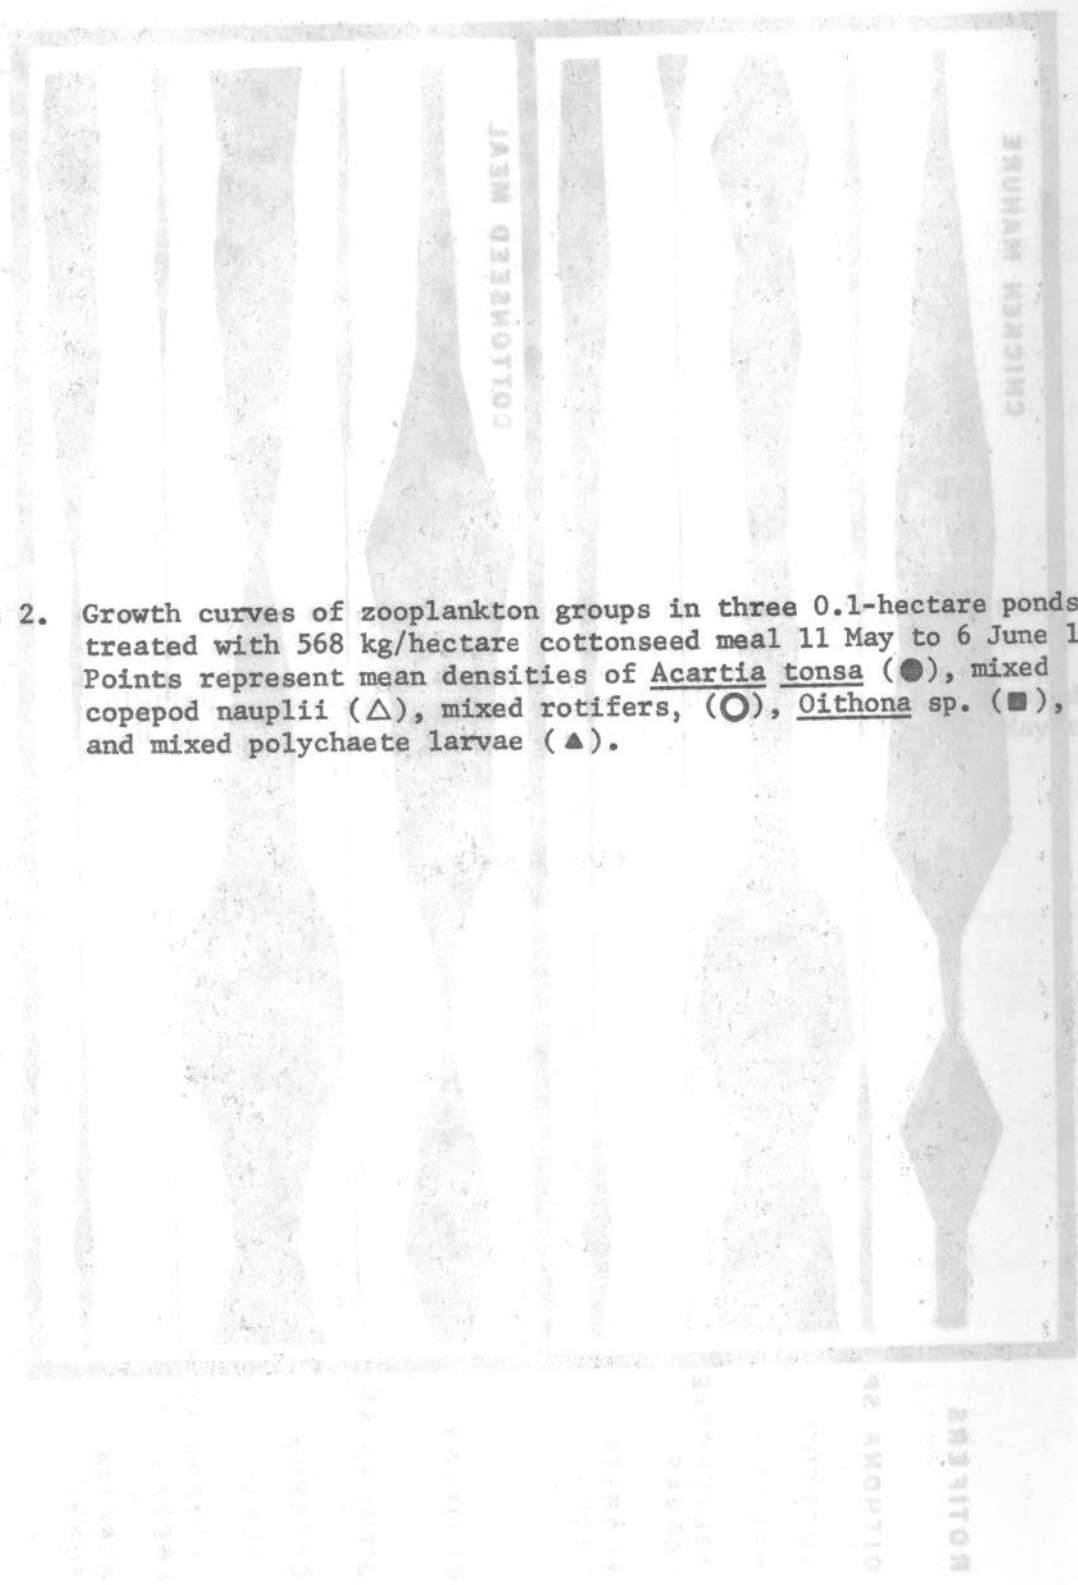 2. Growth curves of zooplankton groups in three 0.1-hectare ponds
treated with 568 kg/hectare cottonseed meal 11 May to 6 June 1
Points represent mean densities of Acartia tonsa (●), mixed
copepod nauplii (△), mixed rotifers, (O), Oithona sp. (■),
and mixed polychaete larvae (▲).
COTTONSEED MEAL
CHICKEN MANURE
OITHONA SP
ROTIFERS